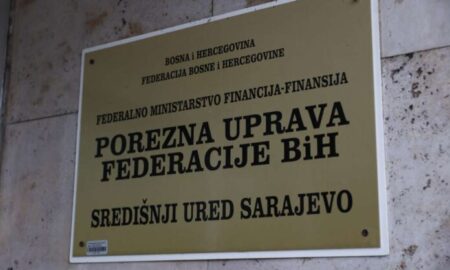 BOSNA i HERCEGOVINA
FEDERACIJA BOSNE i HERCEGOVINE
FEDERALNO MINISTARSTVO FINANCIJA-FINANSIJA
POREZNA UPRAVA
FEDERACIJE BiH
SREDIŠNJI URED SARAJEVO